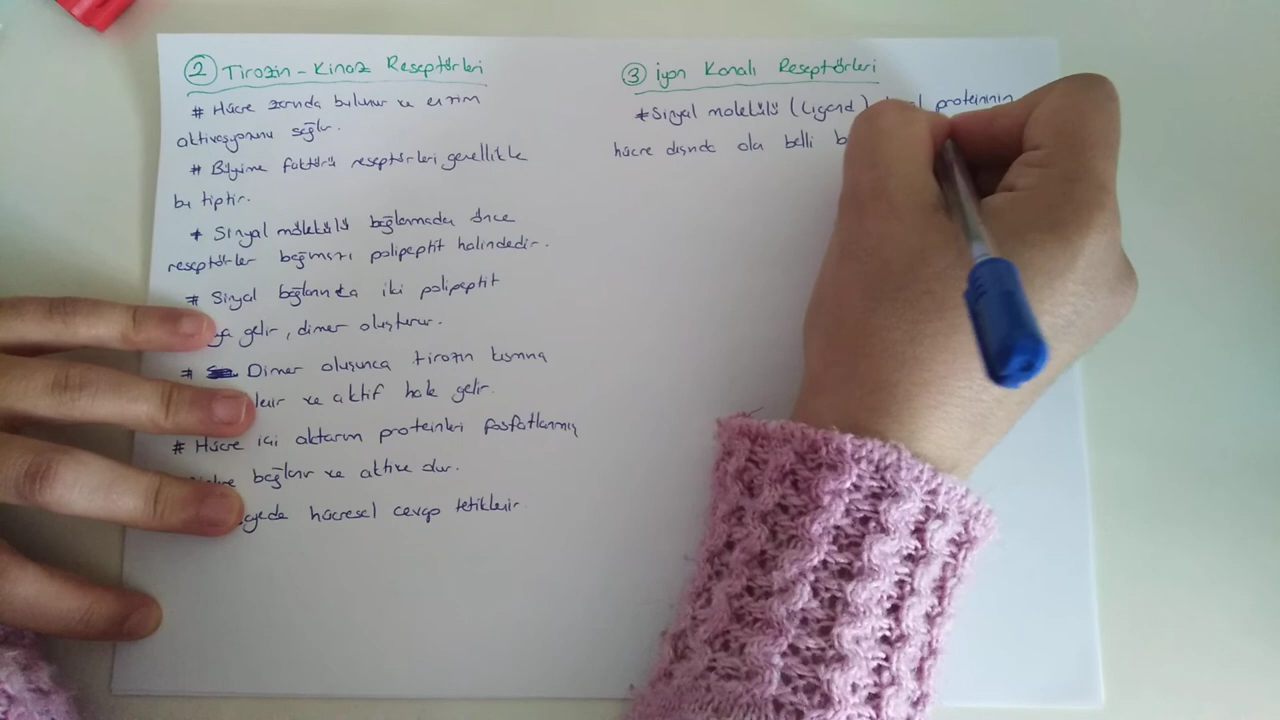 ② Tirozin - Kinaz Reseptörleri
# Hücre zarında bulunur ve enzim
aktivasyonunu sağlar.
# Büyüme faktörü reseptörleri genellikle
bu tiptir.
* Sinyal molekülü bağlanmadan önce
reseptörler bağımsız polipeptit halindedir.
# Sinyal bağlanınca iki polipeptit
gelir, dimer oluşturur.
# Dimer oluşunca tirozin kısmına
ve aktif hale gelir.
# Hücre içi aktarım proteinleri fosfatlanmış
bağlanır ve aktive olur.
hücresel cevap tetiklenir.
③ İyon Kanalı Reseptörleri
* Sinyal molekülü (Ligand) proteininin
hücre dışında olan belli